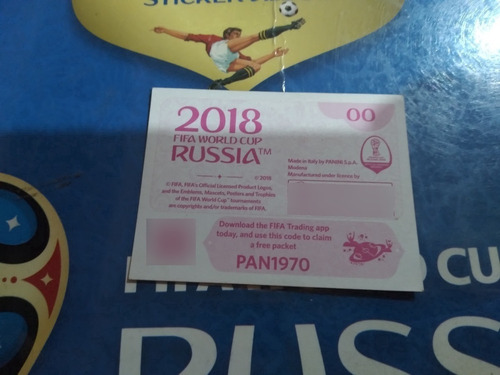 2018
FIFA WORLD CUP
RUSSIA™
© 2018
© FIFA, FIFA's Official Licensed Product Logos,
and the Emblems, Mascots, Posters and Trophies
of the FIFA World Cup™ tournaments
are copyrights and/or trademarks of FIFA.
00
Made in Italy by PANINI S.p.A.
Modena
Manufactured under licence by
Download the FIFA Trading app
today, and use this code to claim
a free packet
PAN1970
CU
RUSS